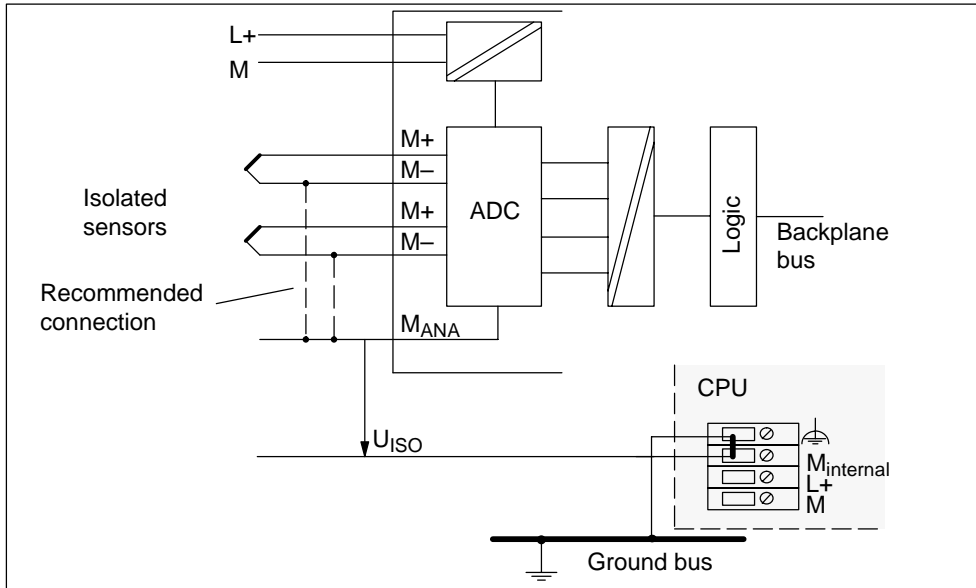 L+
M
M+
M–
M+
M–
ADC
Logic
Backplane
bus
Isolated
sensors
Recommended
connection
MANA
UISO
CPU
Minternal
L+
M
Ground bus